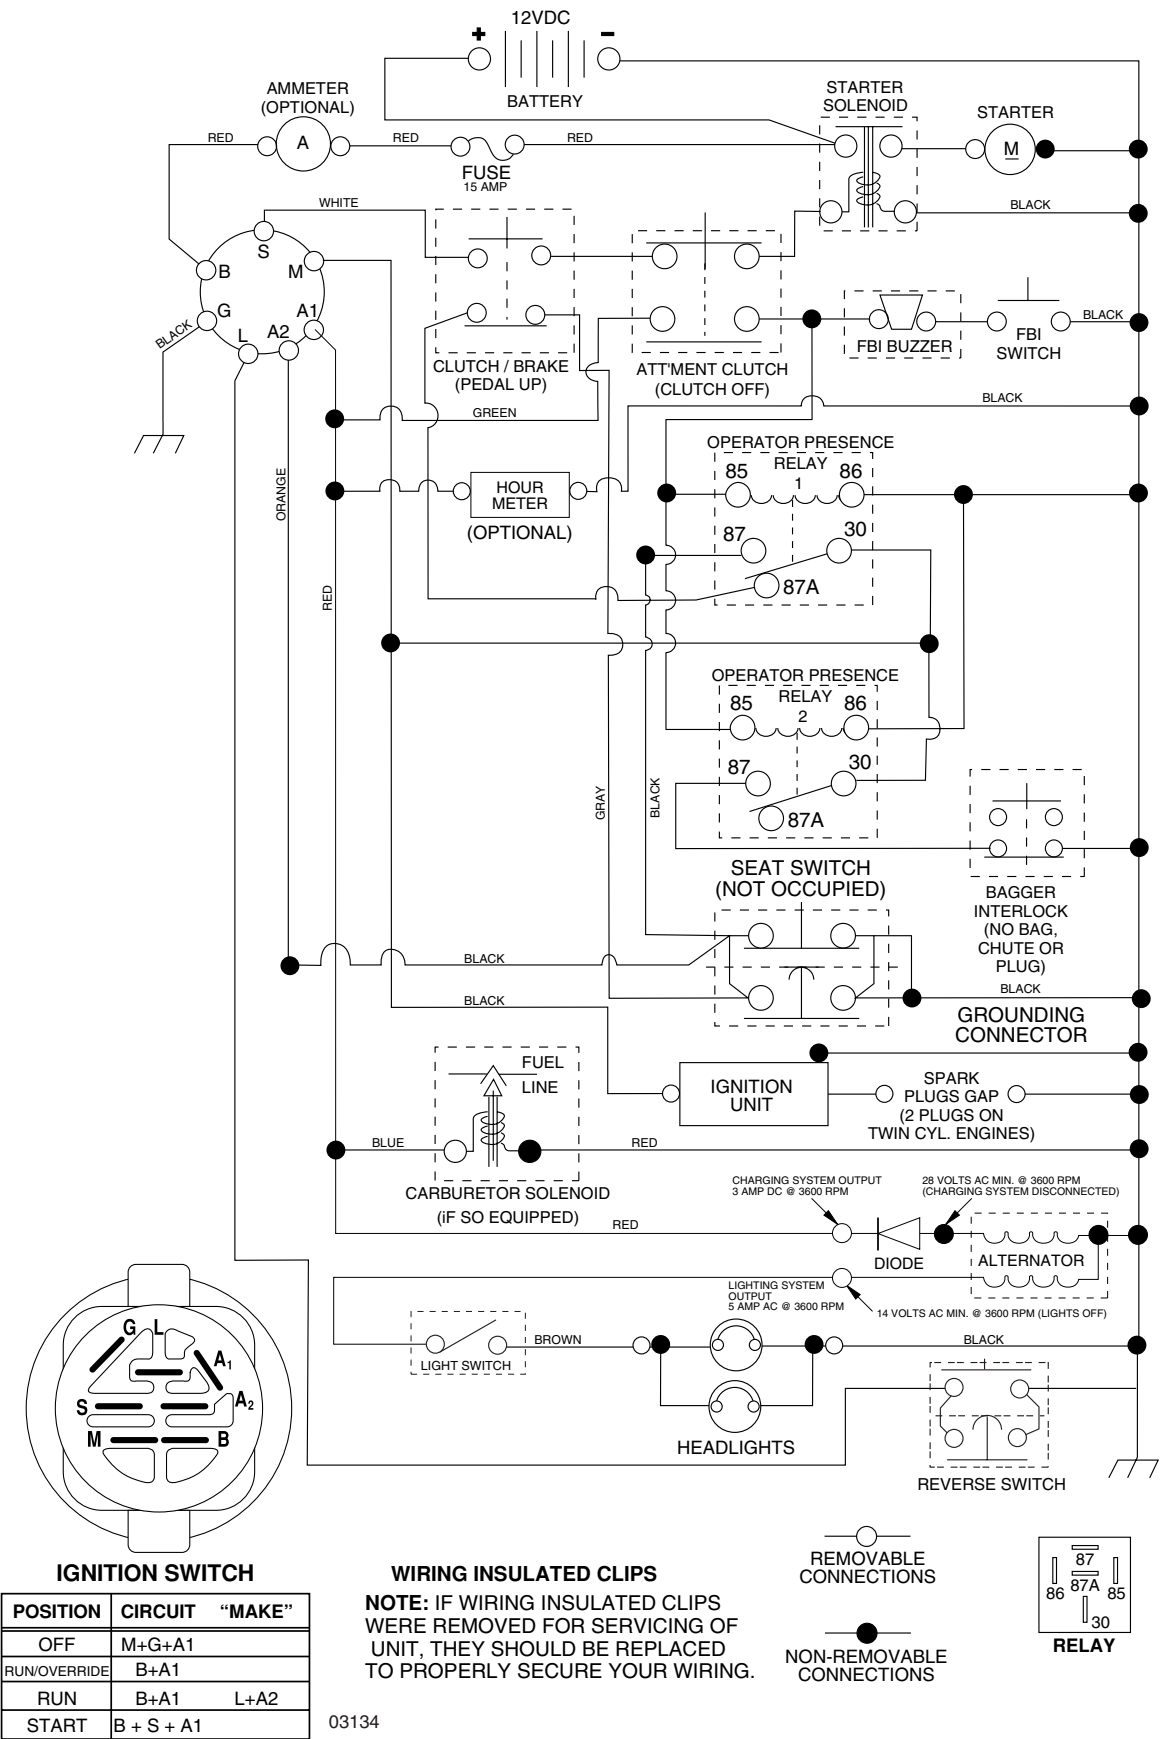 12VDC
+
-
BATTERY
AMMETER
(OPTIONAL)
STARTER
SOLENOID
STARTER
RED
A
RED
FUSE
15 AMP
RED
M
WHITE
BLACK
S
B
M
G
A1
L
A2
BLACK
CLUTCH / BRAKE
(PEDAL UP)
ATT'MENT CLUTCH
(CLUTCH OFF)
FBI BUZZER
FBI
SWITCH
BLACK
GREEN
BLACK
ORANGE
RED
HOUR
METER
(OPTIONAL)
OPERATOR PRESENCE
RELAY
1
85
86
87
30
87A
OPERATOR PRESENCE
RELAY
2
85
86
87
30
87A
GRAY
BLACK
SEAT SWITCH
(NOT OCCUPIED)
BAGGER
INTERLOCK
(NO BAG,
CHUTE OR
PLUG)
BLACK
BLACK
BLACK
GROUNDING
CONNECTOR
FUEL
LINE
IGNITION
UNIT
SPARK
PLUGS GAP
(2 PLUGS ON
TWIN CYL. ENGINES)
BLUE
RED
CARBURETOR SOLENOID
(iF SO EQUIPPED)
CHARGING SYSTEM OUTPUT
3 AMP DC @ 3600 RPM
28 VOLTS AC MIN. @ 3600 RPM
(CHARGING SYSTEM DISCONNECTED)
RED
DIODE
ALTERNATOR
LIGHTING SYSTEM
OUTPUT
5 AMP AC @ 3600 RPM
14 VOLTS AC MIN. @ 3600 RPM (LIGHTS OFF)
LIGHT SWITCH
BROWN
BLACK
HEADLIGHTS
REVERSE SWITCH
G
L
A1
S
A2
M
B
IGNITION SWITCH
POSITION CIRCUIT "MAKE"
OFF M+G+A1
RUN/OVERRIDE B+A1
RUN B+A1 L+A2
START B + S + A1
WIRING INSULATED CLIPS
NOTE: IF WIRING INSULATED CLIPS
WERE REMOVED FOR SERVICING OF
UNIT, THEY SHOULD BE REPLACED
TO PROPERLY SECURE YOUR WIRING.
REMOVABLE
CONNECTIONS
NON-REMOVABLE
CONNECTIONS
87
86
87A
85
30
RELAY
03134